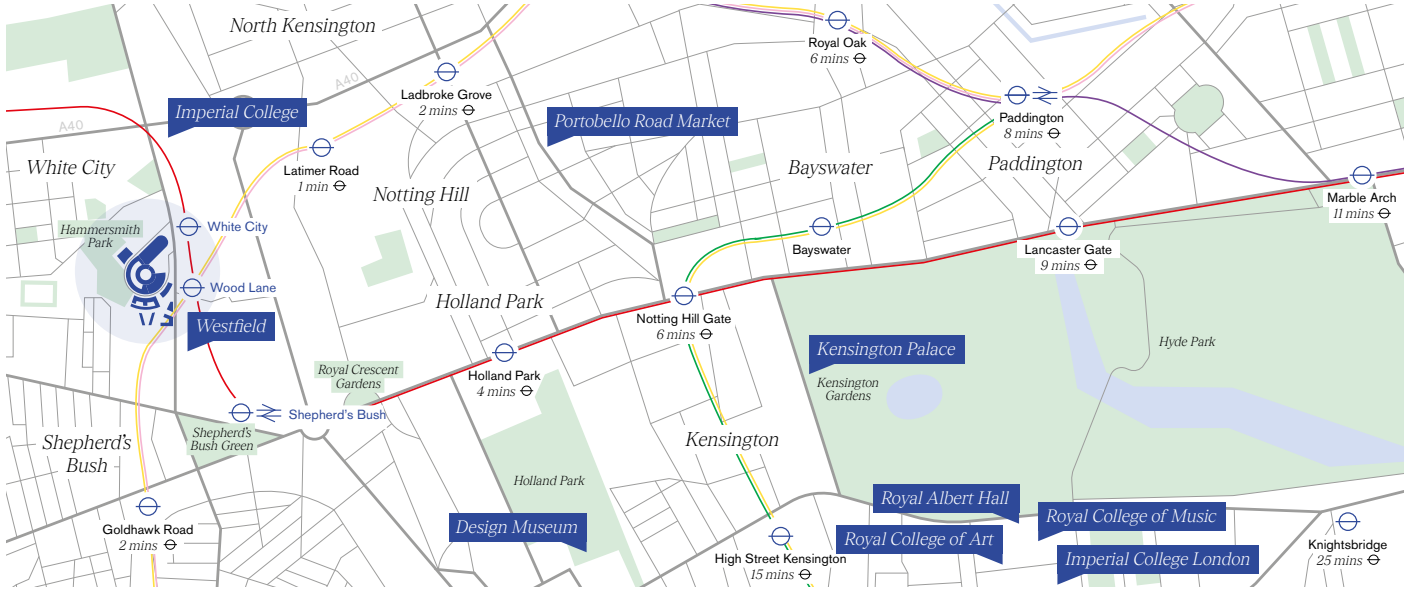 North Kensington
Royal Oak
6 mins
A40
Ladbroke Grove
2 mins
Imperial College
Portobello Road Market
Paddington
8 mins
A40
White City
Latimer Road
1 min
Notting Hill
Bayswater
Paddington
Marble Arch
11 mins
Hammersmith
Park
White City
Bayswater
Lancaster Gate
9 mins
Wood Lane
Holland Park
Notting Hill Gate
6 mins
Westfield
Kensington Palace
Hyde Park
Royal Crescent
Gardens
Holland Park
4 mins
Kensington
Gardens
Shepherd's Bush
Shepherd's
Bush Green
Shepherd's
Bush
Kensington
Holland Park
Royal Albert Hall
Goldhawk Road
2 mins
Design Museum
Royal College of Music
Royal College of Art
High Street Kensington
15 mins
Imperial College London
Knightsbridge
25 mins